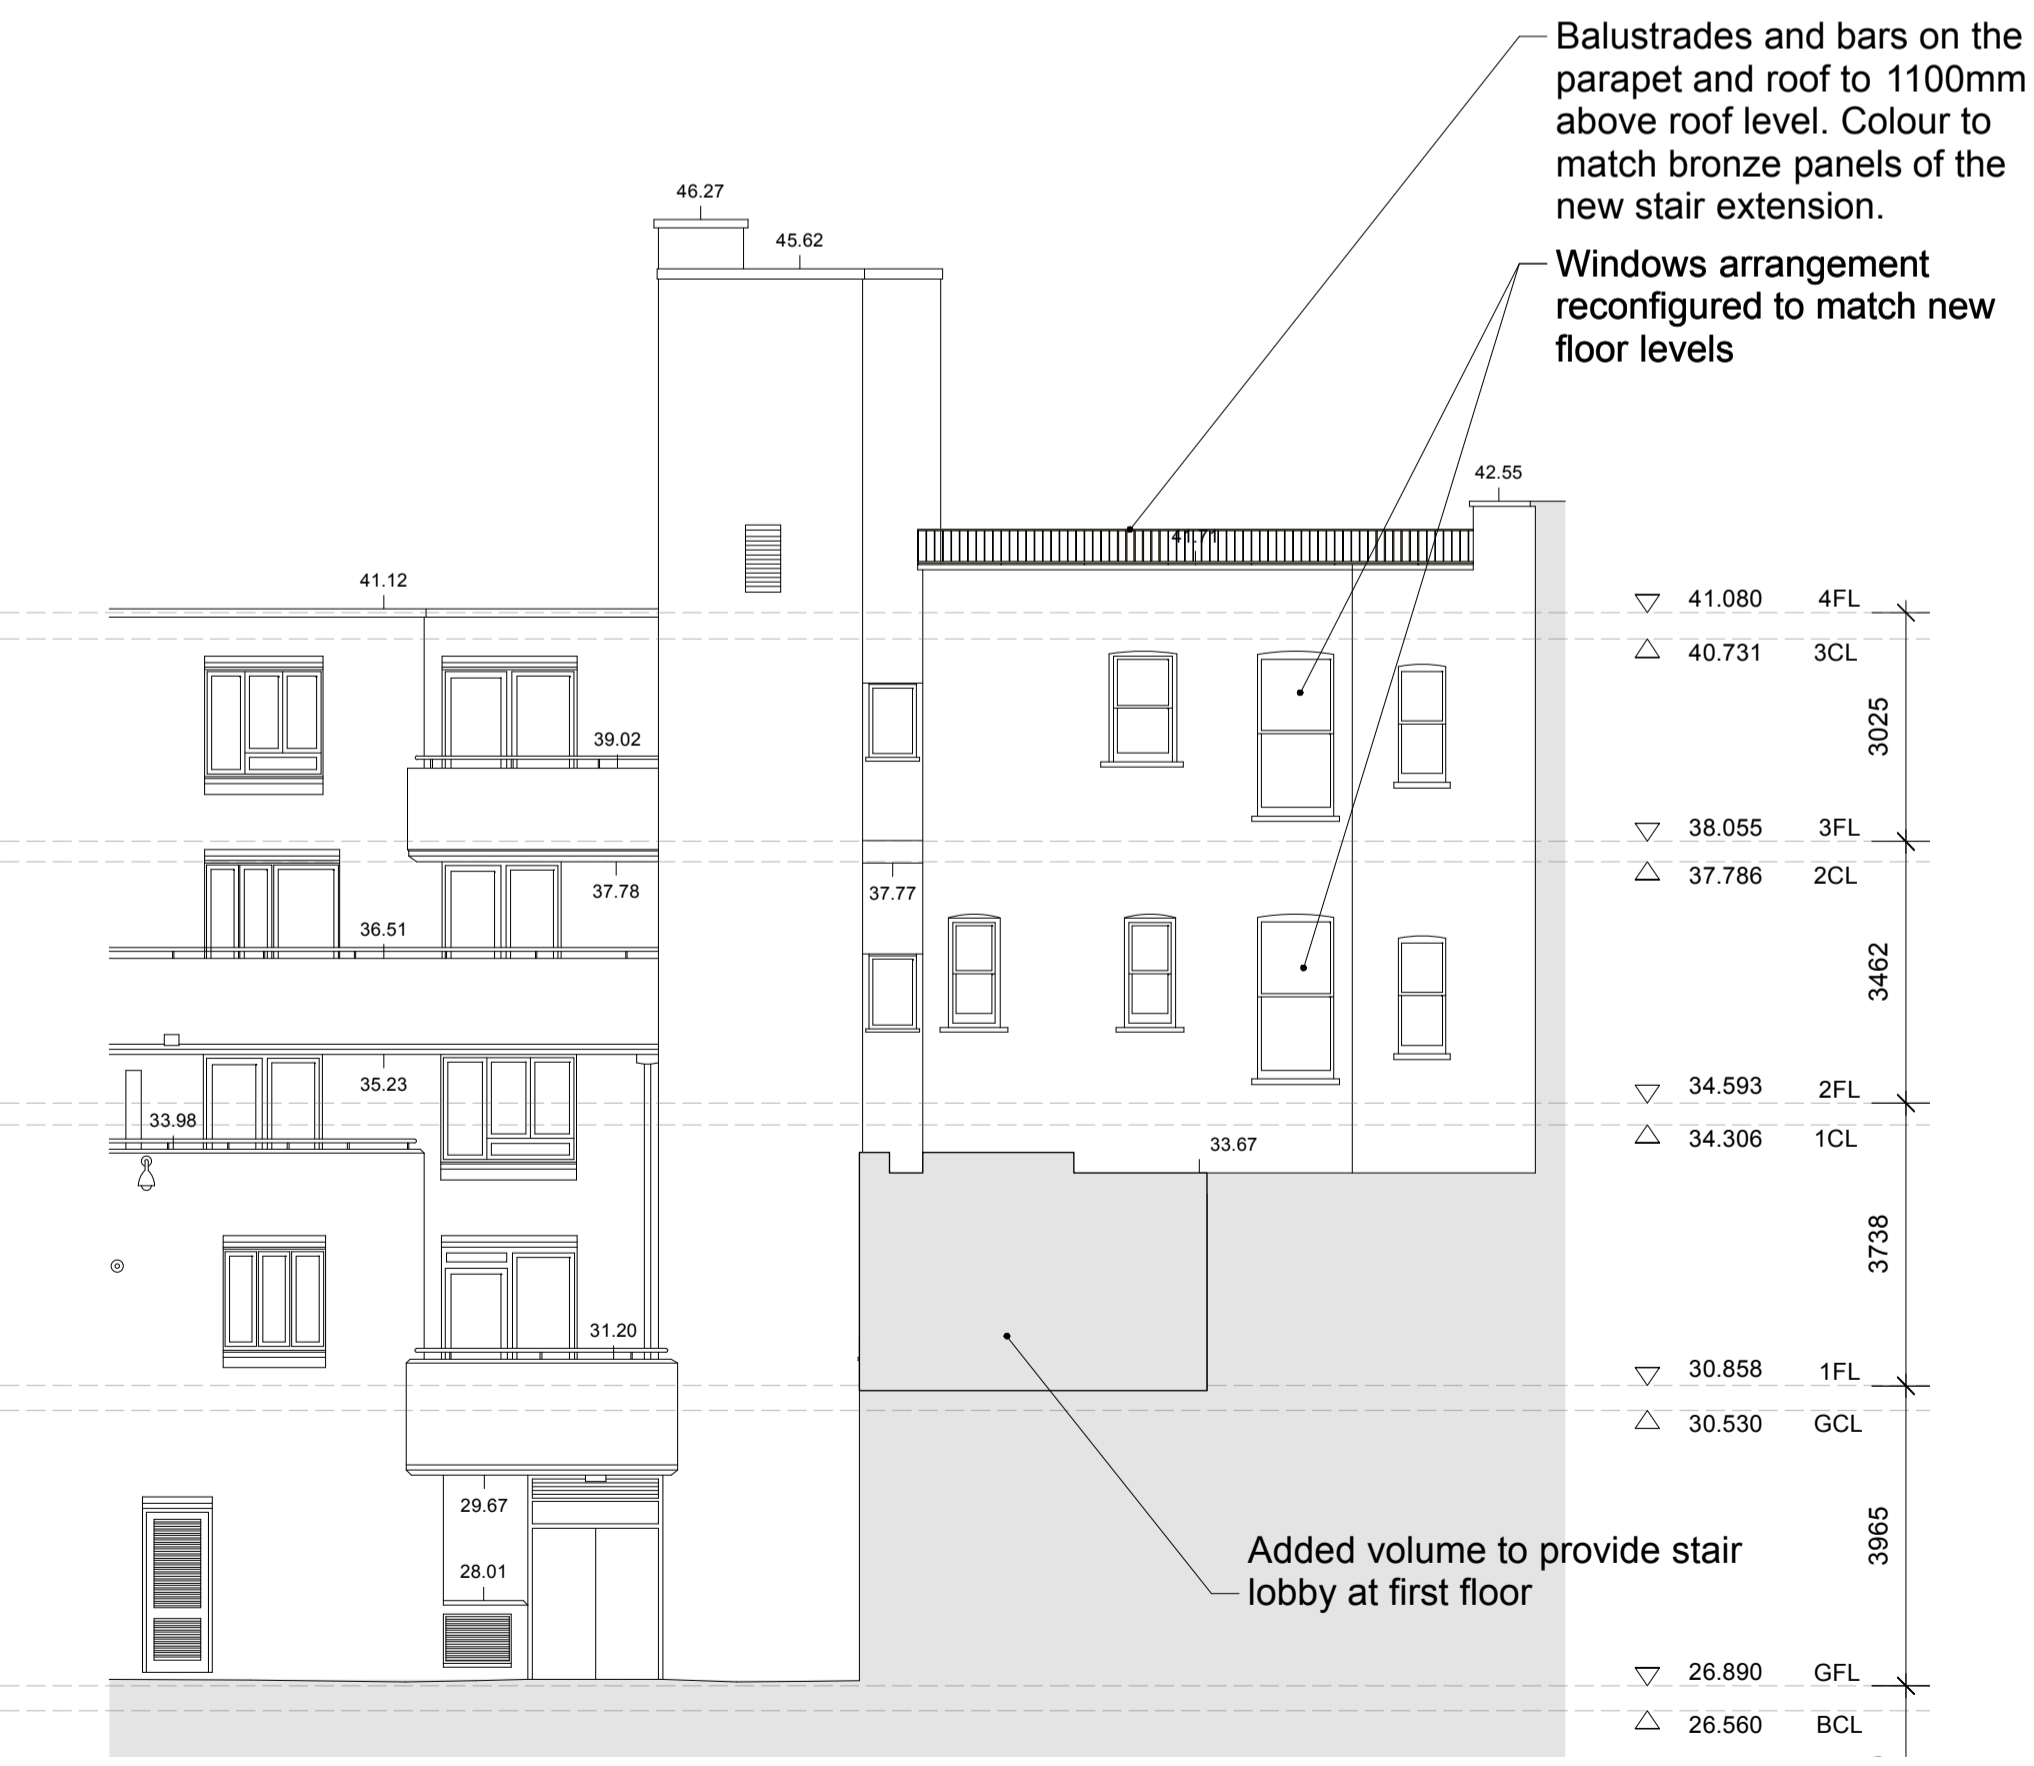 Balustrades and bars on the
parapet and roof to 1100mm
above roof level. Colour to
match bronze panels of the
new stair extension.
46.27
45.62
Windows arrangement
reconfigured to match new
floor levels
42.55
41.71
41.12
41.080 4FL
40.731 3CL
3025
39.02
38.055 3FL
37.786 2CL
37.78
37.77
36.51
3462
35.23
34.593 2FL
34.306 1CL
33.98
33.67
3738
31.20
30.858 1FL
30.530 GCL
29.67
28.01
3965
Added volume to provide stair
lobby at first floor
26.890 GFL
26.560 BCL